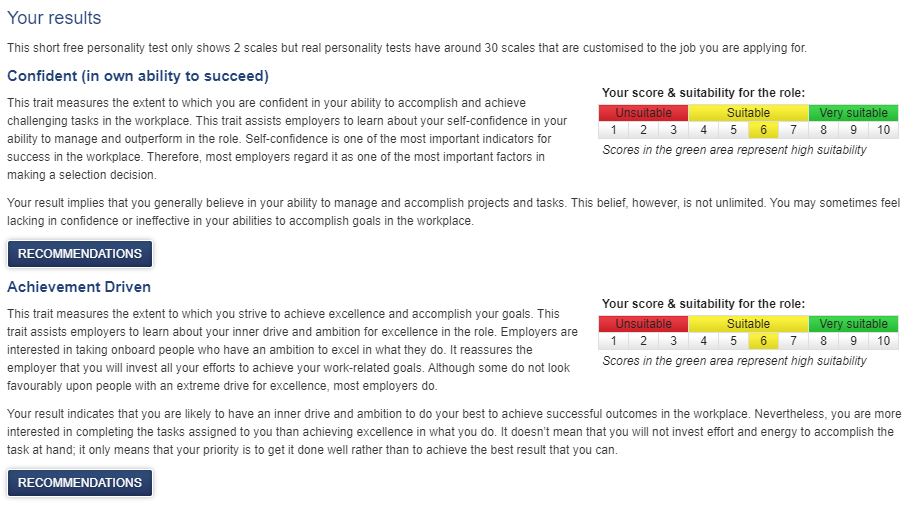 Your results
This short free personality test only shows 2 scales but real personality tests have around 30 scales that are customised to the job you are applying for.
Confident (in own ability to succeed)
This trait measures the extent to which you are confident in your ability to accomplish and achieve
challenging tasks in the workplace. This trait assists employers to learn about your self-confidence in your
ability to manage and outperform in the role. Self-confidence is one of the most important indicators for
success in the workplace. Therefore, most employers regard it as one of the most important factors in
making a selection decision.
Your score & suitability for the role:
Unsuitable Suitable Very suitable
1 2 3 4 5 6 7 8 9 10
Scores in the green area represent high suitability
Your result implies that you generally believe in your ability to manage and accomplish projects and tasks. This belief, however, is not unlimited. You may sometimes feel
lacking in confidence or ineffective in your abilities to accomplish goals in the workplace.
RECOMMENDATIONS
Achievement Driven
This trait measures the extent to which you strive to achieve excellence and accomplish your goals. This
trait assists employers to learn about your inner drive and ambition for excellence in the role. Employers are
interested in taking onboard people who have an ambition to excel in what they do. It reassures the
employer that you will invest all your efforts to achieve your work-related goals. Although some do not look
favourably upon people with an extreme drive for excellence, most employers do.
Your score & suitability for the role:
Unsuitable Suitable Very suitable
1 2 3 4 5 6 7 8 9 10
Scores in the green area represent high suitability
Your result indicates that you are likely to have an inner drive and ambition to do your best to achieve successful outcomes in the workplace. Nevertheless, you are more
interested in completing the tasks assigned to you than achieving excellence in what you do. It doesn't mean that you will not invest effort and energy to accomplish the
task at hand; it only means that your priority is to get it done well rather than to achieve the best result that you can.
RECOMMENDATIONS